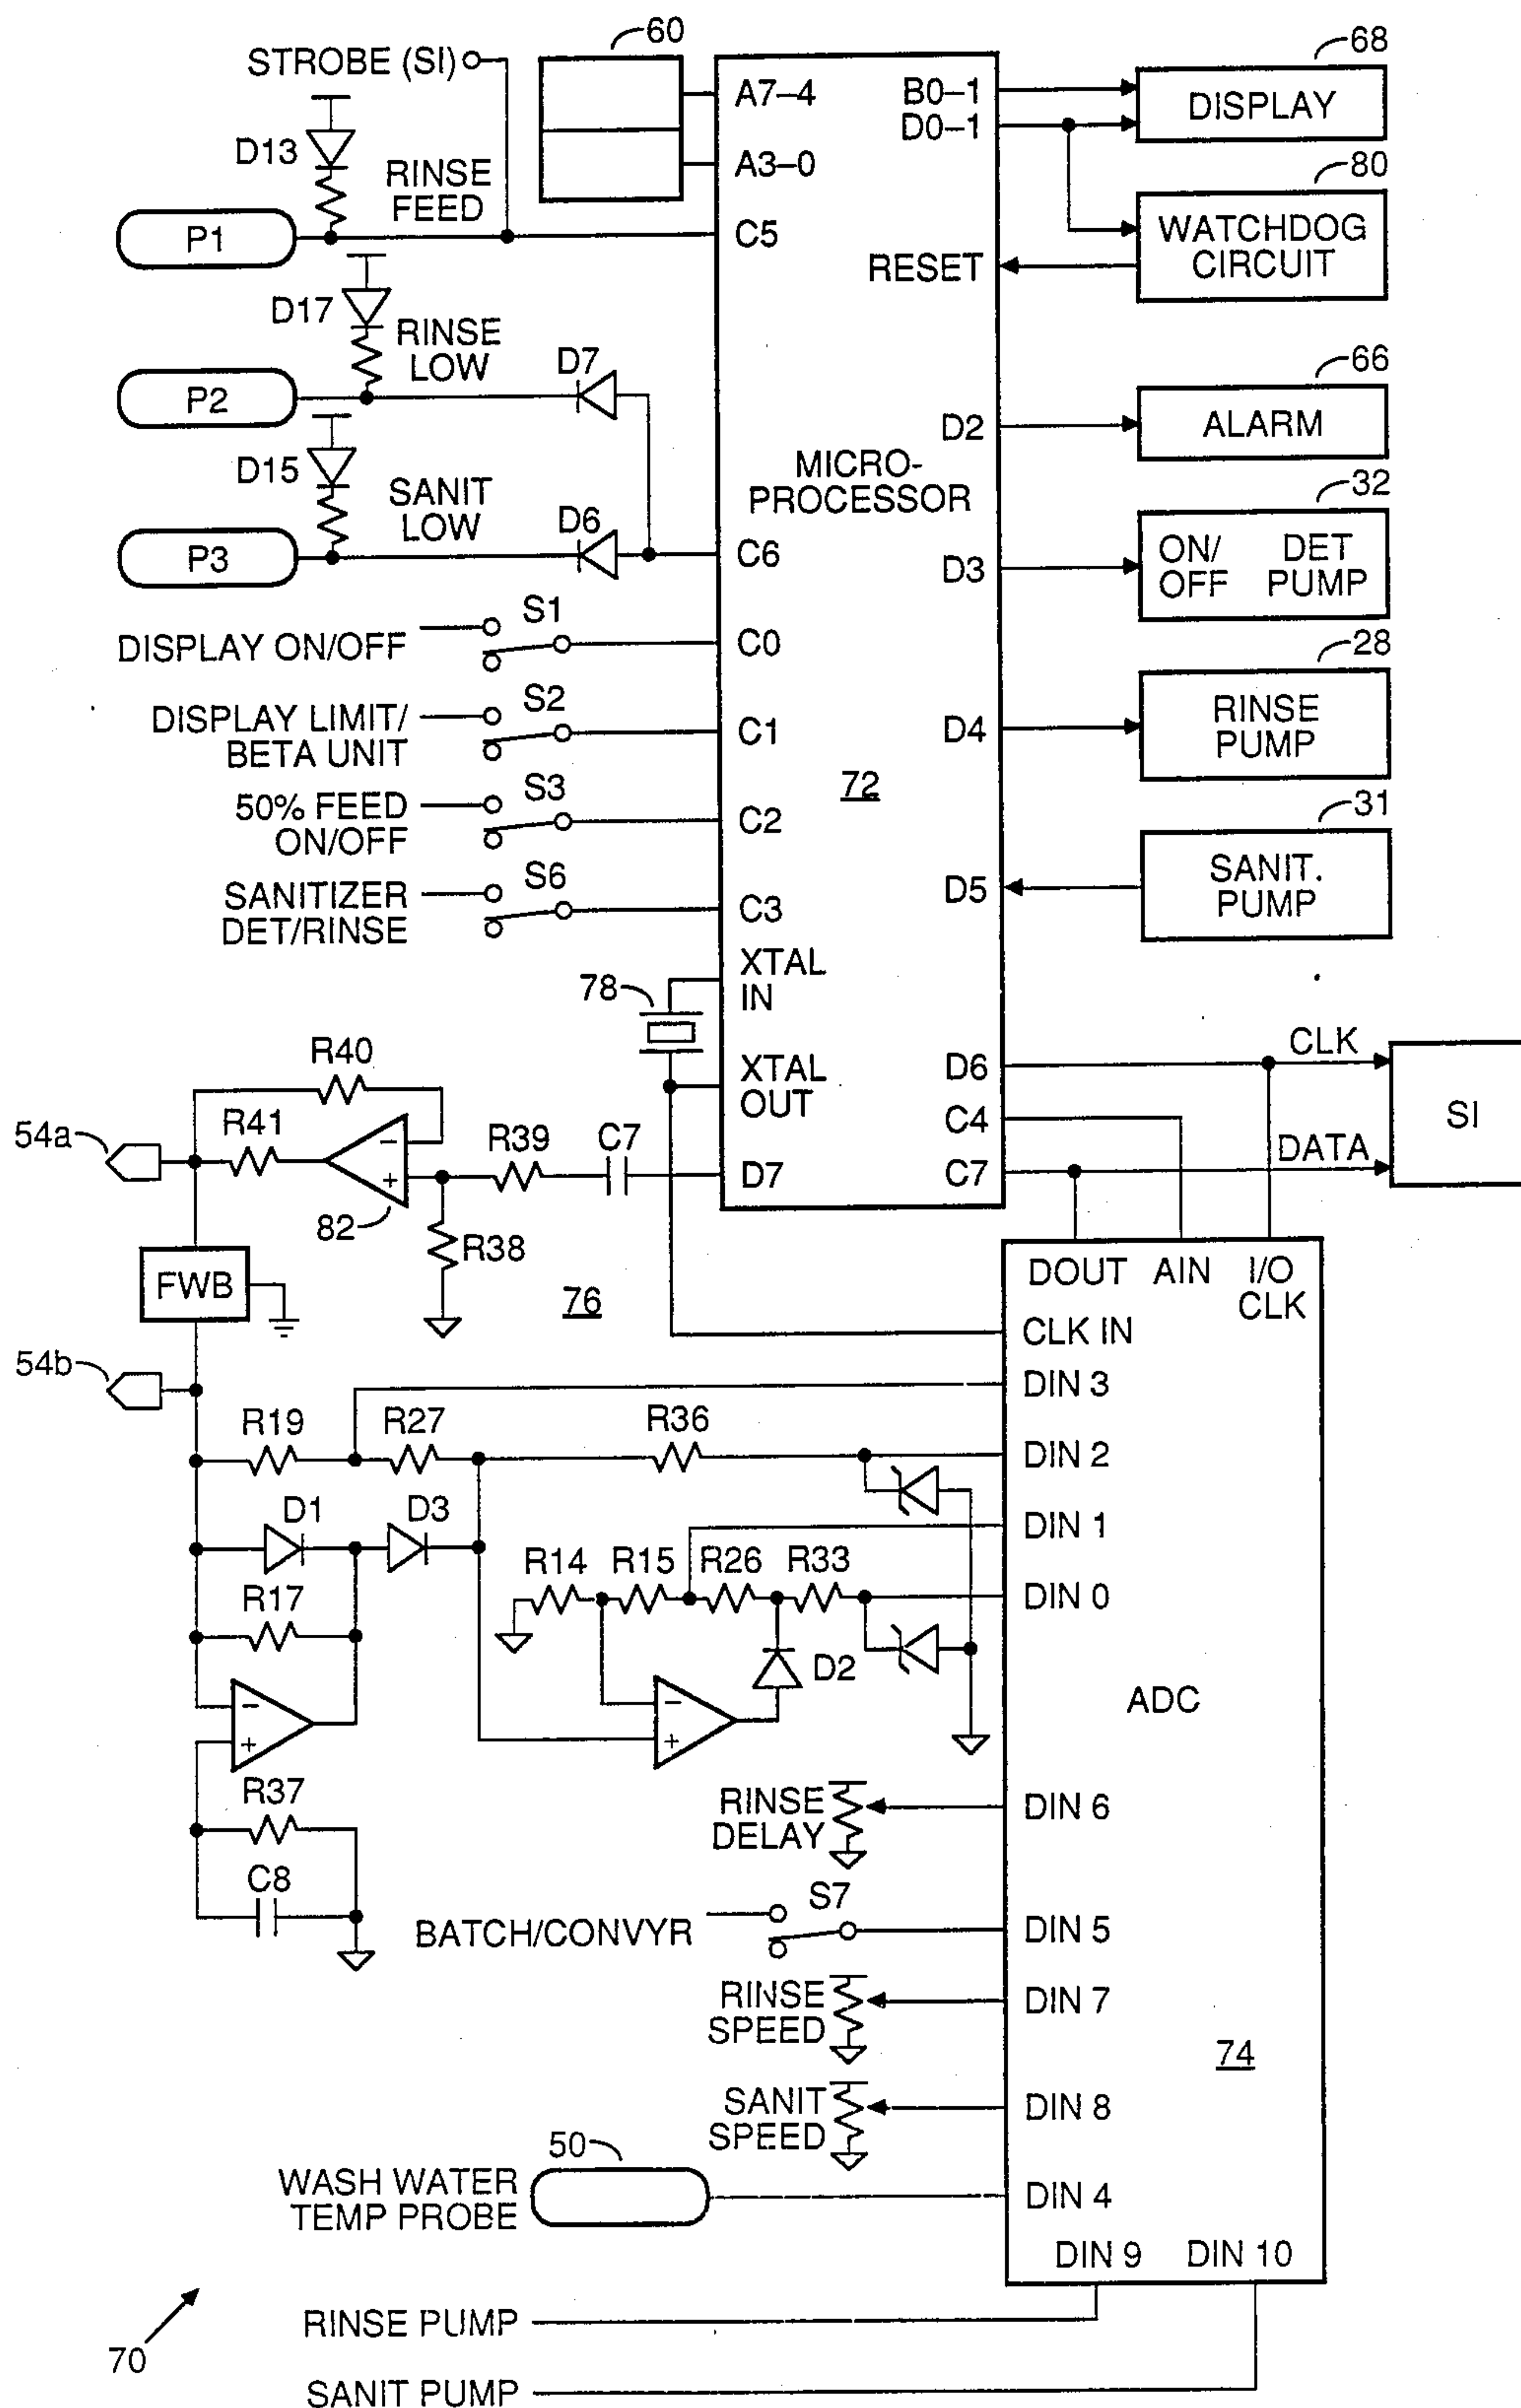 60
68
STROBE (SI)
A7–4
B0–1
DISPLAY
D0–1
D13
A3–0
80
RINSE
FEED
P1
C5
WATCHDOG
CIRCUIT
RESET
D17
RINSE
LOW
D7
66
P2
D2
ALARM
D15
MICRO-
PROCESSOR
32
SANIT
LOW
D6
P3
C6
D3
ON/
OFF
DET
PUMP
S1
DISPLAY ON/OFF
C0
28
S2
DISPLAY LIMIT/
BETA UNIT
C1
D4
RINSE
PUMP
S3
72
50% FEED
ON/OFF
C2
31
S6
SANITIZER
DET/RINSE
C3
D5
SANIT.
PUMP
XTAL
IN
78
R40
XTAL
OUT
D6
CLK
SI
54a
R41
R39
C7
C4
D7
C7
DATA
82
R38
FWB
76
DOUT
AIN
I/O
CLK
CLK IN
54b
DIN 3
R19
R27
R36
DIN 2
D1
D3
DIN 1
R14
R15
R26
R33
DIN 0
R17
D2
ADC
−
+
−
+
−
+
R37
RINSE
DELAY
DIN 6
C8
S7
BATCH/CONVYR
DIN 5
RINSE
SPEED
DIN 7
74
SANIT
SPEED
DIN 8
50
WASH WATER
TEMP PROBE
DIN 4
DIN 9
DIN 10
RINSE PUMP
70
SANIT PUMP